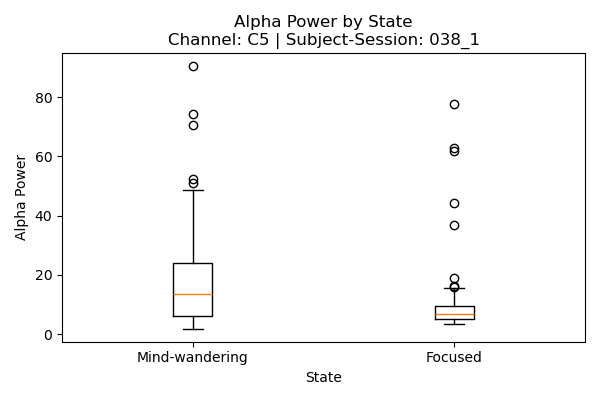 Alpha Power by State
Channel: C5 | Subject-Session: 038_1
80
60
40
20
0
Alpha Power
Mind-wandering
Focused
State